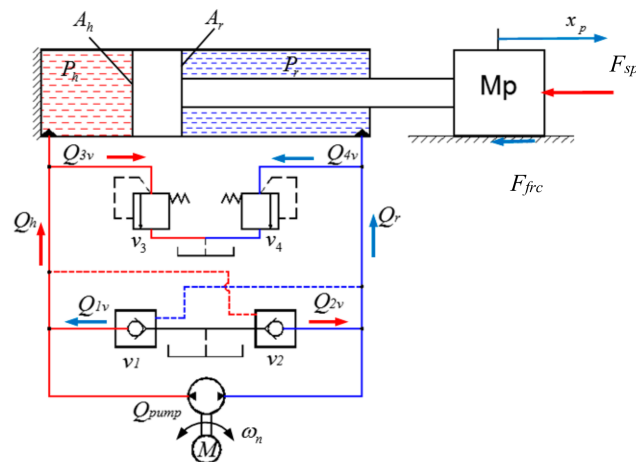 A_h
A_r
x_p
P_h
P_r
Mp
F_sp
F_frc
Q_3v
Q_4v
v_3
v_4
Q_h
Q_r
Q_1v
Q_2v
v_1
v_2
Q_pump
ω_n
M